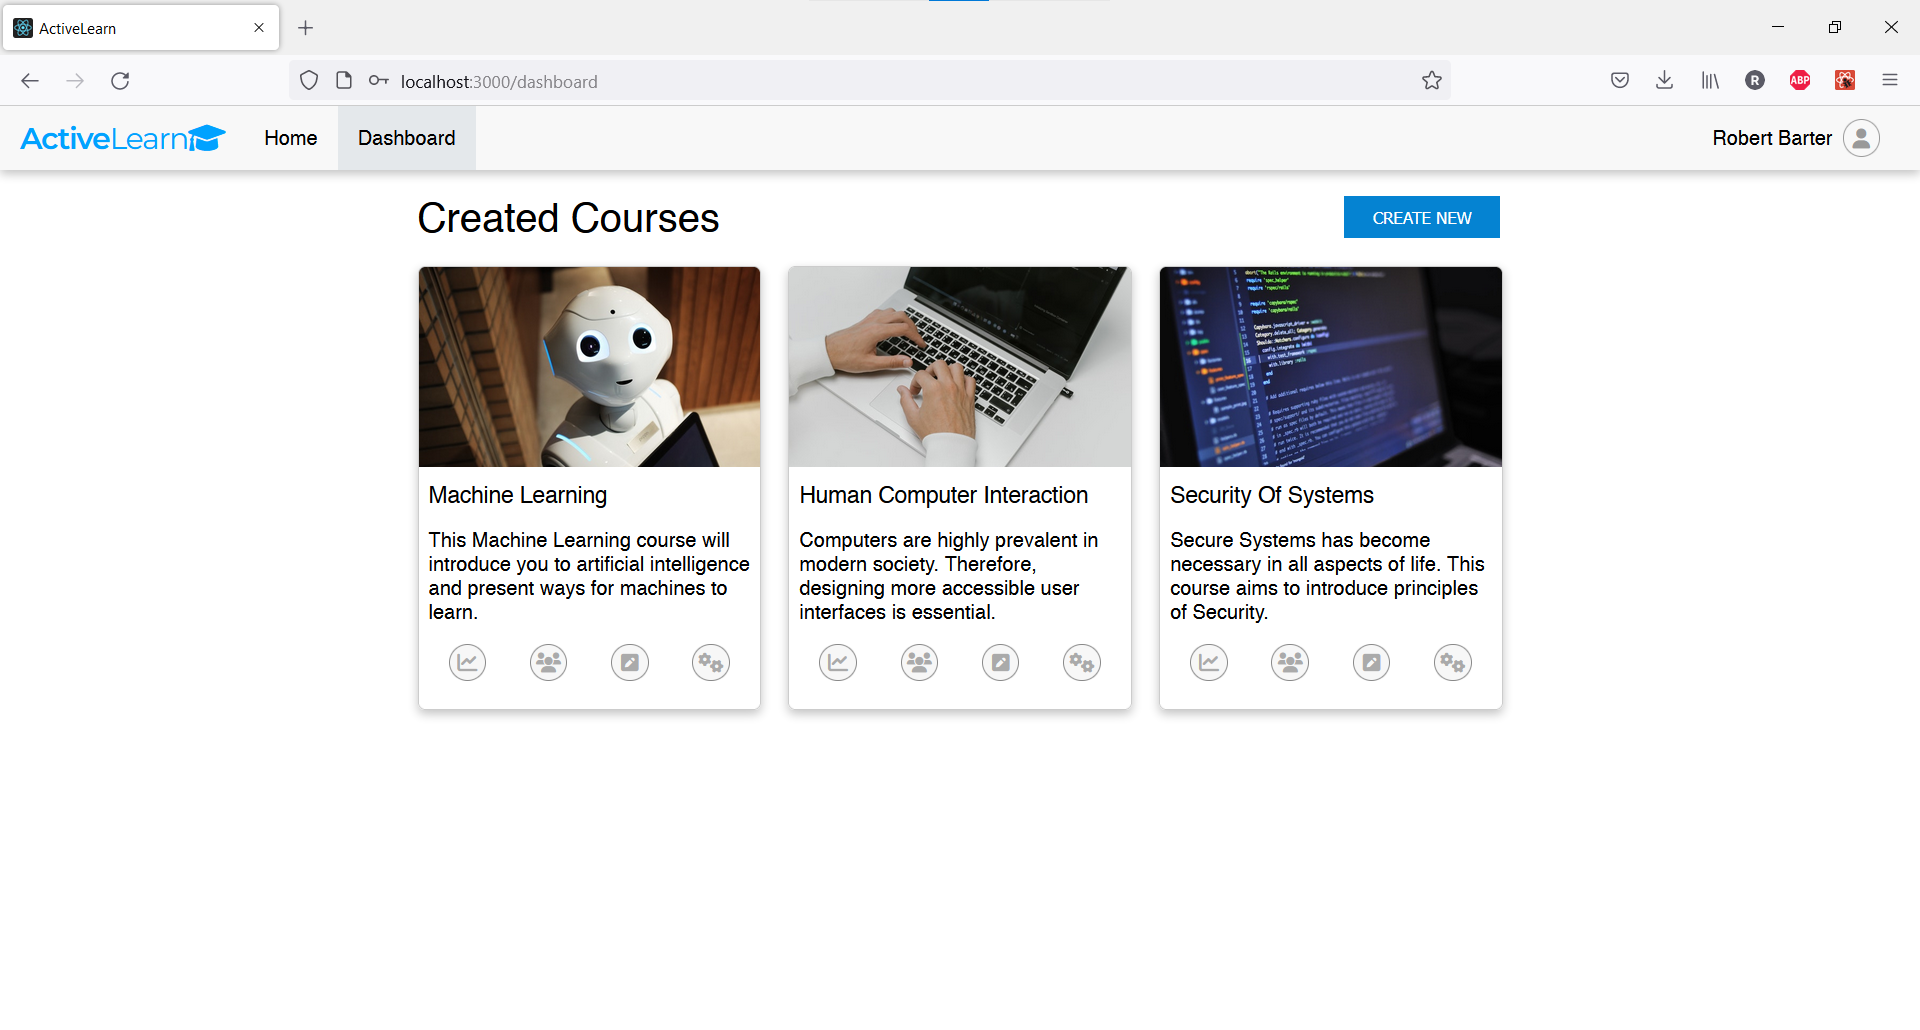 ActiveLearn
localhost:3000/dashboard
R
ABP
ActiveLearn
Home
Dashboard
Robert Barter
Created Courses
CREATE NEW
Machine Learning
This Machine Learning course will
introduce you to artificial intelligence
and present ways for machines to
learn.
Human Computer Interaction
Computers are highly prevalent in
modern society. Therefore,
designing more accessible user
interfaces is essential.
Security Of Systems
Secure Systems has become
necessary in all aspects of life. This
course aims to introduce principles
of Security.